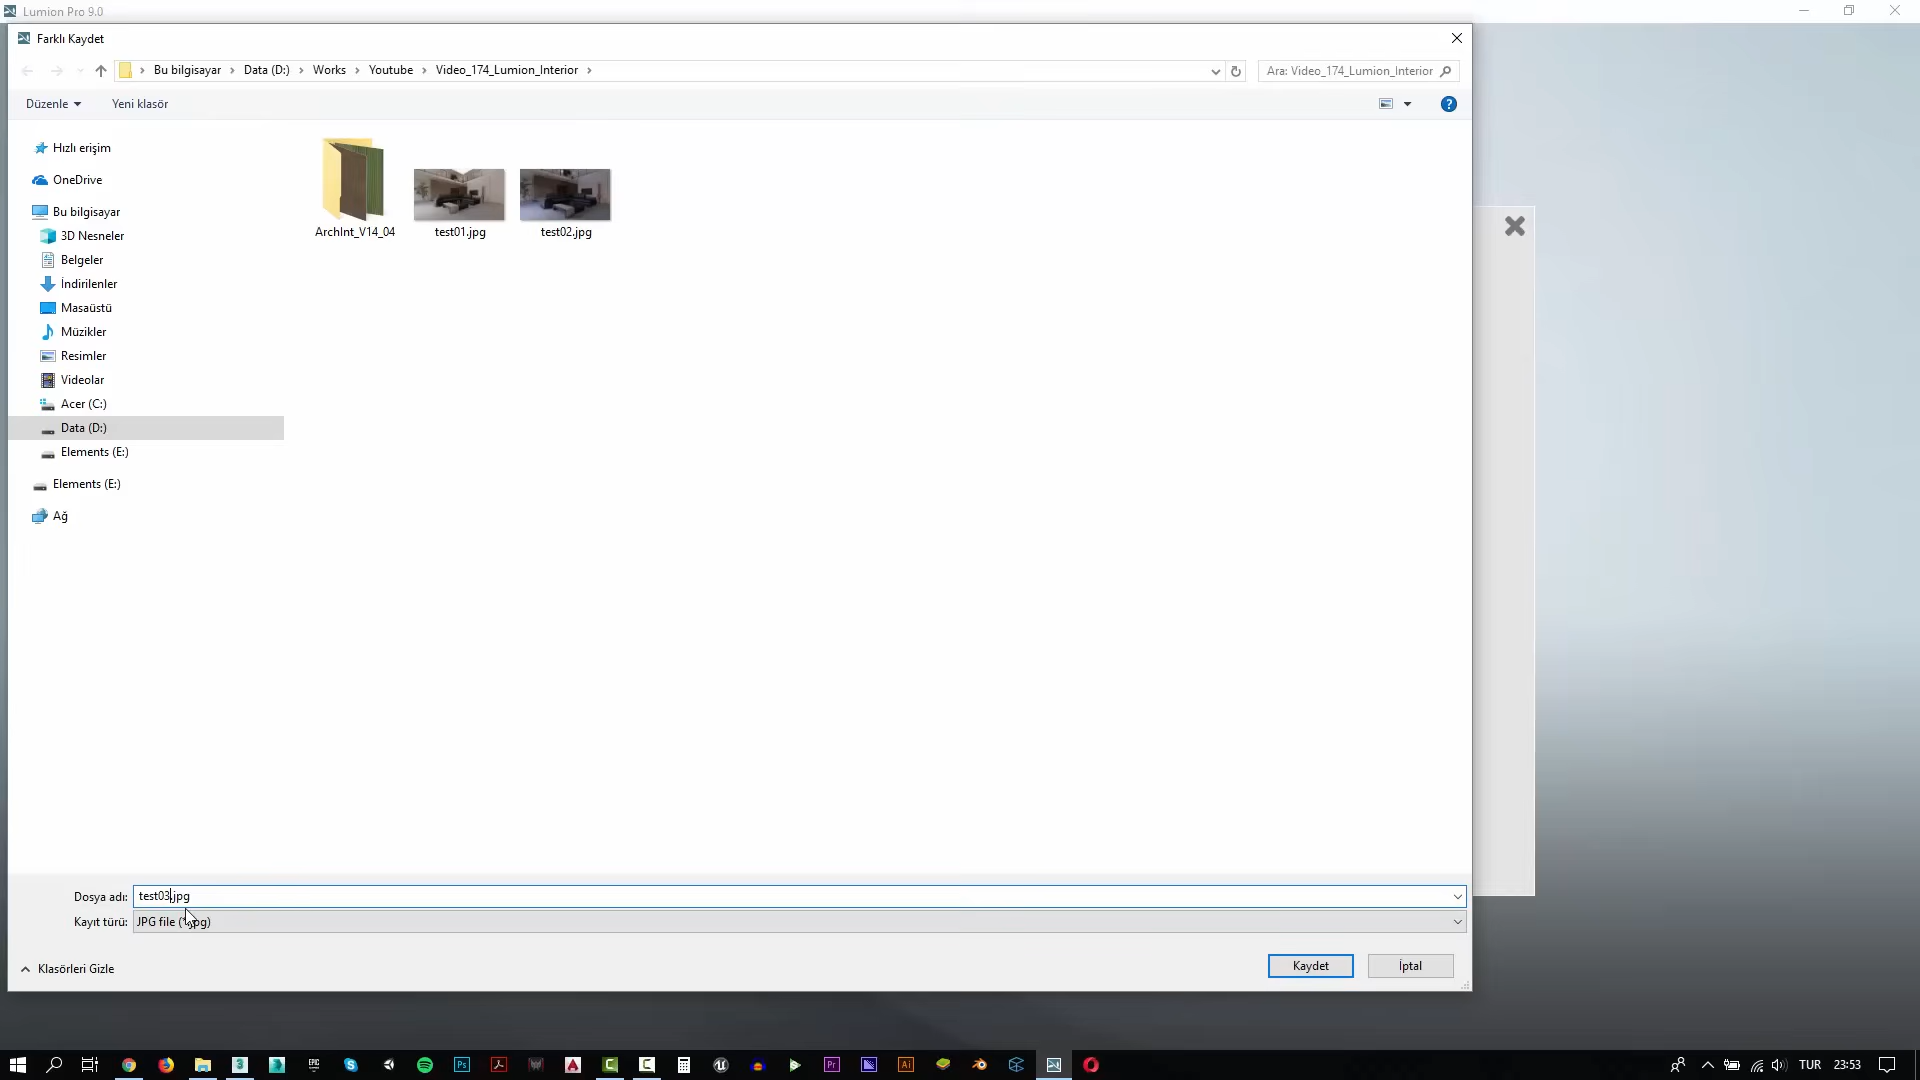 Lumion Pro 9.0
Farklı Kaydet
Bu bilgisayar > Data (D:) > Works > Youtube > Video_174_Lumion_Interior >
Ara: Video_174_Lumion_Interior
Düzenle
Yeni klasör
Hızlı erişim
OneDrive
Bu bilgisayar
3D Nesneler
Belgeler
İndirilenler
Masaüstü
Müzikler
Resimler
Videolar
Acer (C:)
Data (D:)
Elements (E:)
Elements (E:)
Ağ
ArchInt_V14_04
test01.jpg
test02.jpg
Dosya adı: test03.jpg
Kayıt türü: JPG file (*.jpg)
Klasörleri Gizle
Kaydet
İptal
TUR 23:53